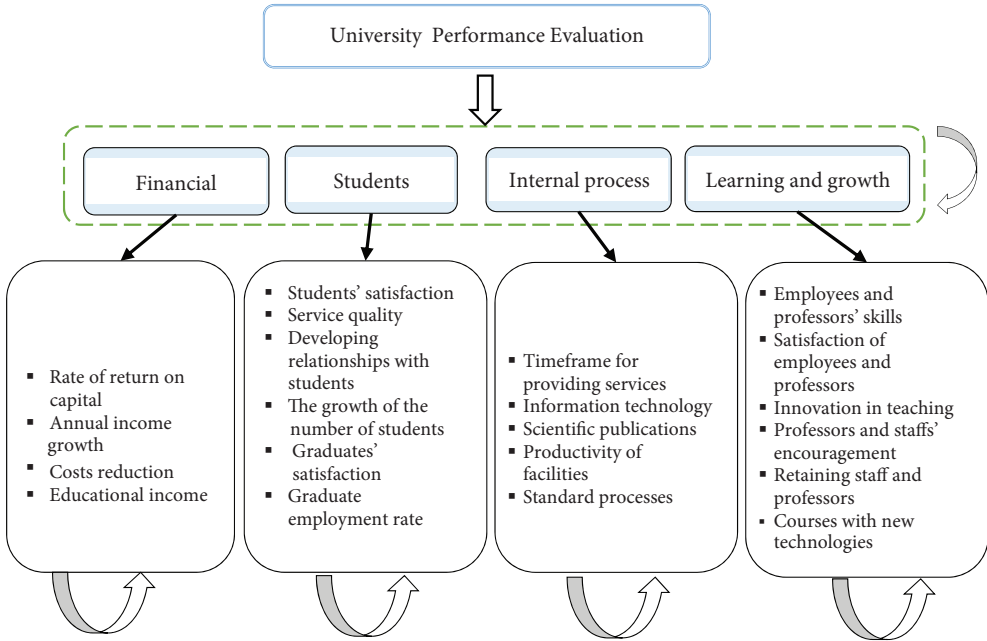 University Performance Evaluation
Financial
Students
Internal process
Learning and growth
▪ Rate of return on
capital
▪ Annual income
growth
▪ Costs reduction
▪ Educational income
▪ Students’ satisfaction
▪ Service quality
▪ Developing
relationships with
students
▪ The growth of the
number of students
▪ Graduates’
satisfaction
▪ Graduate
employment rate
▪ Timeframe for
providing services
▪ Information technology
▪ Scientific publications
▪ Productivity of
facilities
▪ Standard processes
▪ Employees and
professors’ skills
▪ Satisfaction of
employees and
professors
▪ Innovation in teaching
▪ Professors and staffs’
encouragement
▪ Retaining staff and
professors
▪ Courses with new
technologies